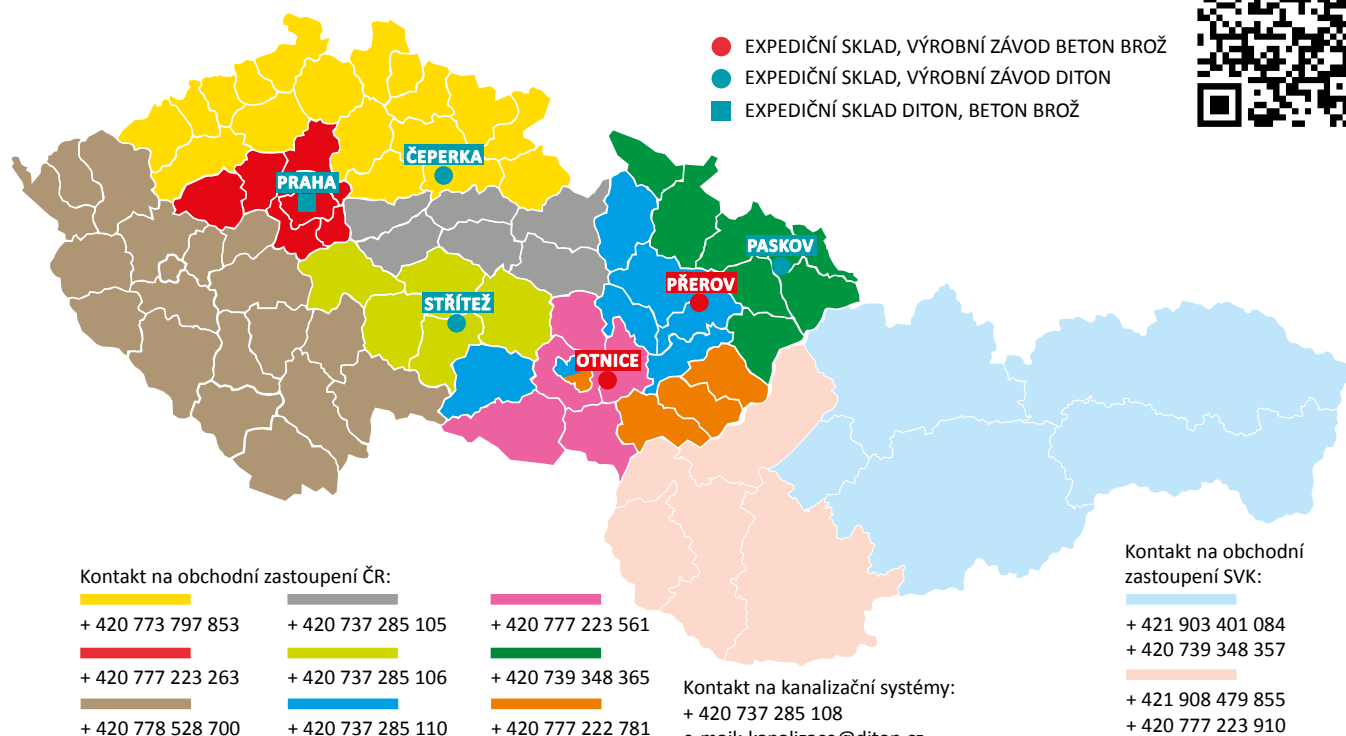 EXPEDIČNÍ SKLAD, VÝROBNÍ ZÁVOD BETON BROŽ
EXPEDIČNÍ SKLAD, VÝROBNÍ ZÁVOD DITON
EXPEDIČNÍ SKLAD DITON, BETON BROŽ
ČEPERKA
PRAHA
PASKOV
PŘEROV
STŘÍTEŽ
OTNICE
Kontakt na obchodní zastoupení ČR:
+ 420 773 797 853
+ 420 777 223 263
+ 420 778 528 700
+ 420 737 285 105
+ 420 737 285 106
+ 420 737 285 110
+ 420 777 223 561
+ 420 739 348 365
+ 420 777 222 781
Kontakt na kanalizační systémy:
+ 420 737 285 108
e-mail: kanalizace@diton.cz
Kontakt na obchodní
zastoupení SVK:
+ 421 903 401 084
+ 420 739 348 357
+ 421 908 479 855
+ 420 777 223 910